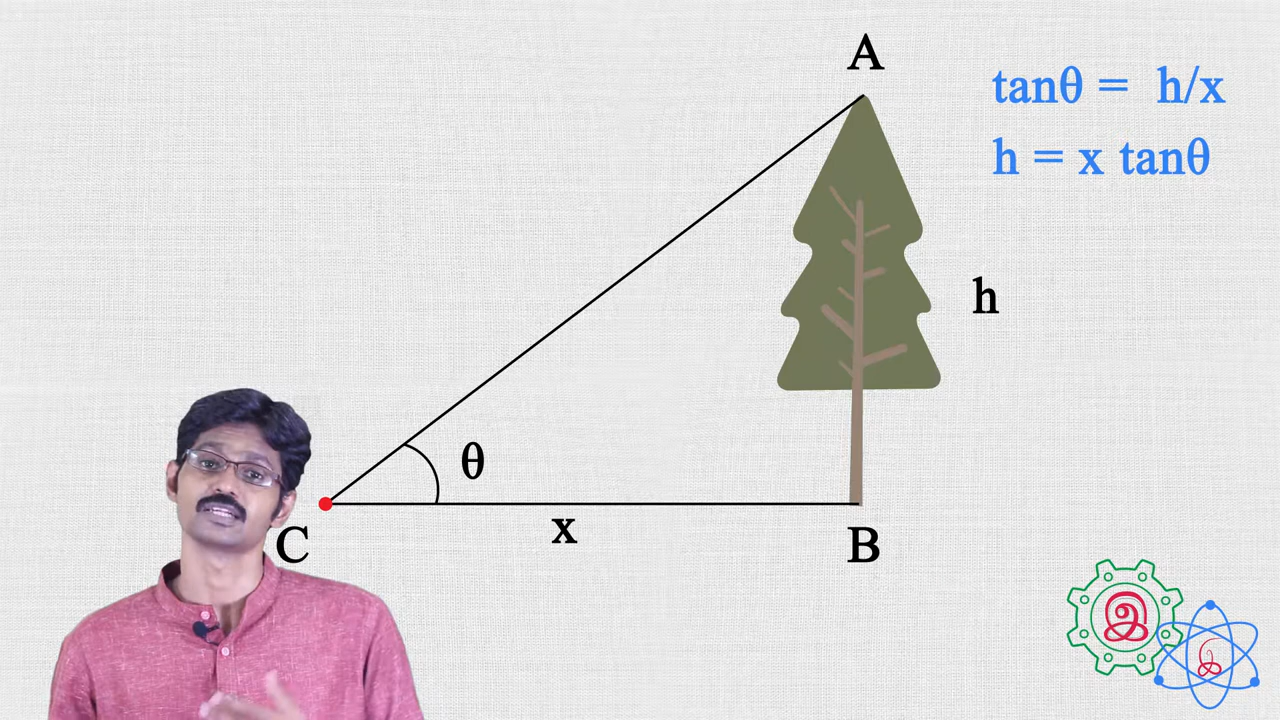 A
tanθ = h/x
h = x tanθ
h
θ
C
x
B
இ
இ